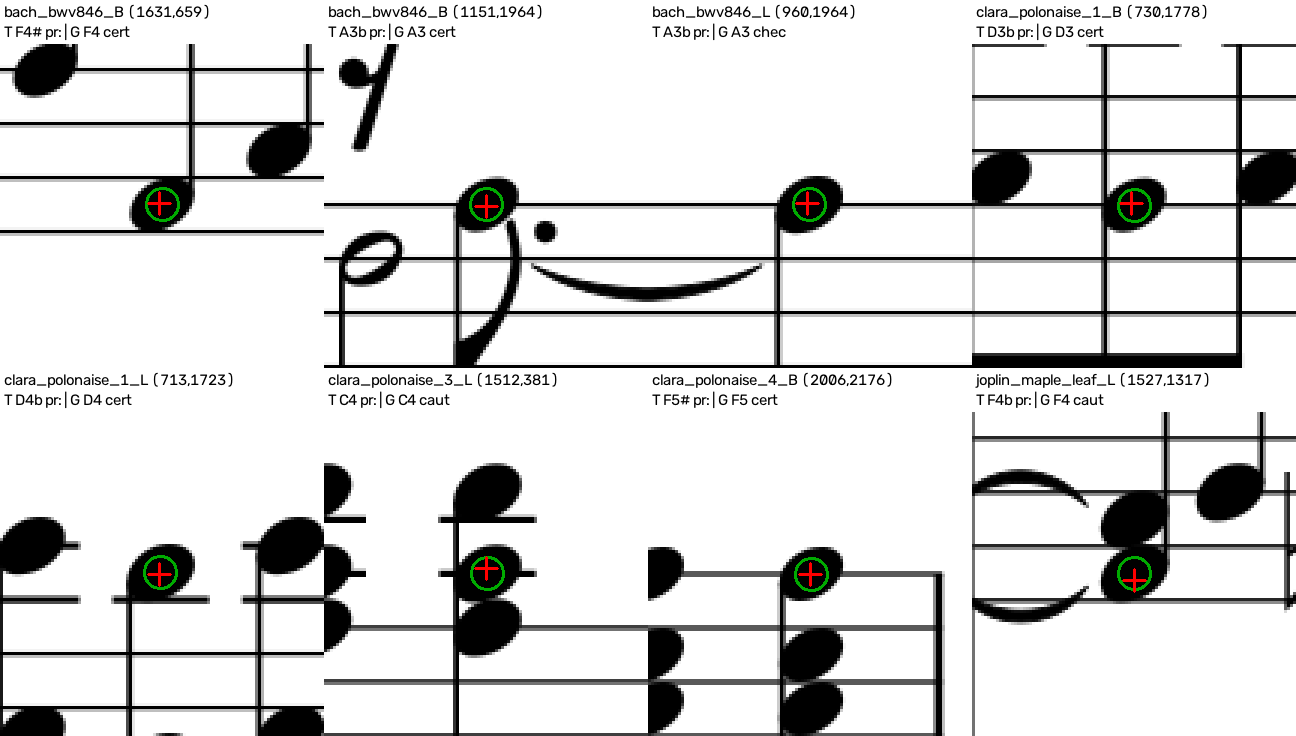 bach_bwv846_B (1631,659)
T F4# pr:|G F4 cert
bach_bwv846_B (1151,1964)
T A3b pr:|G A3 cert
bach_bwv846_L (960,1964)
T A3b pr:|G A3 chec
clara_polonaise_1_B (730,1778)
T D3b pr:|G D3 cert
clara_polonaise_1_L (713,1723)
T D4b pr:|G D4 cert
clara_polonaise_3_L (1512,381)
T C4 pr:|G C4 caut
clara_polonaise_4_B (2006,2176)
T F5# pr:|G F5 cert
joplin_maple_leaf_L (1527,1317)
T F4b pr:|G F4 caut